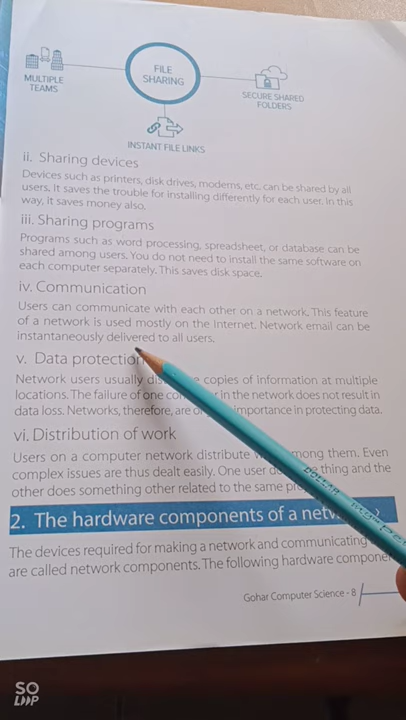 MULTIPLE
TEAMS
FILE
SHARING
SECURE SHARED
FOLDERS
INSTANT FILE LINKS
ii. Sharing devices
Devices such as printers, disk drives, modems, etc. can be shared by all
users. It saves the trouble for installing differently for each user. In this
way, it saves money also.
iii. Sharing programs
Programs such as word processing, spreadsheet, or database can be
shared among users. You do not need to install the same software on
each computer separately. This saves disk space.
iv. Communication
Users can communicate with each other on a network. This feature
of a network is used mostly on the Internet. Network email can be
instantaneously delivered to all users.
v. Data protection
Network users usually copies of information at multiple
locations. The failure of one in the network does not result in
data loss. Networks, therefore, are importance in protecting data.
vi. Distribution of work
Users on a computer network distribute among them. Even
complex issues are thus dealt easily. One user thing and the
other does something other related to the same
2. The hardware components of a
The devices required for making a network and communicating
are called network components. The following hardware
Gohar Computer Science • 8
DOLLAR
SO
LOOP